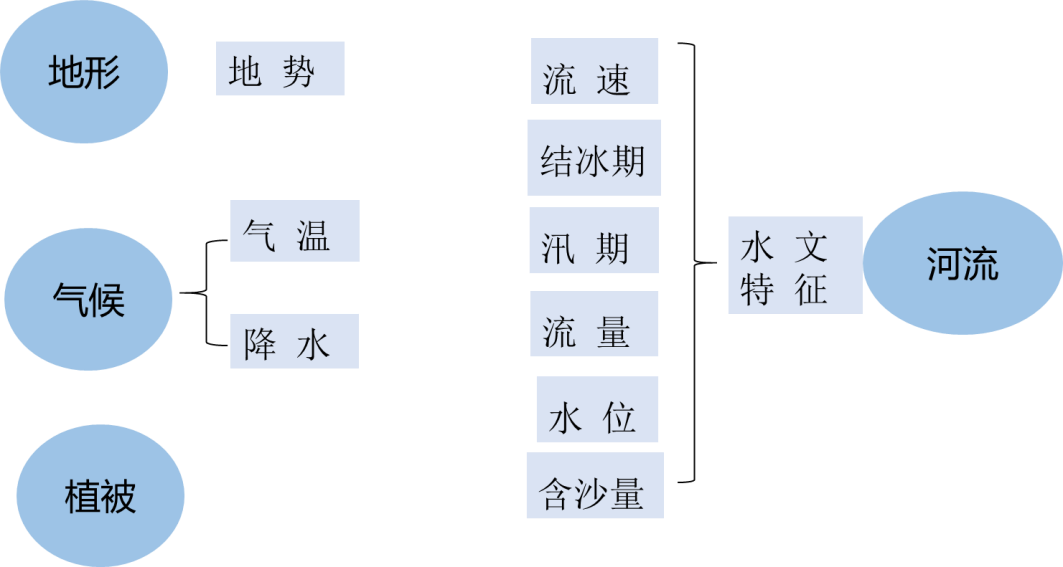 地形
地 势
气候
气 温
降 水
植被
流 速
结冰期
汛 期
流 量
水 位
含沙量
水 文
特 征
河流